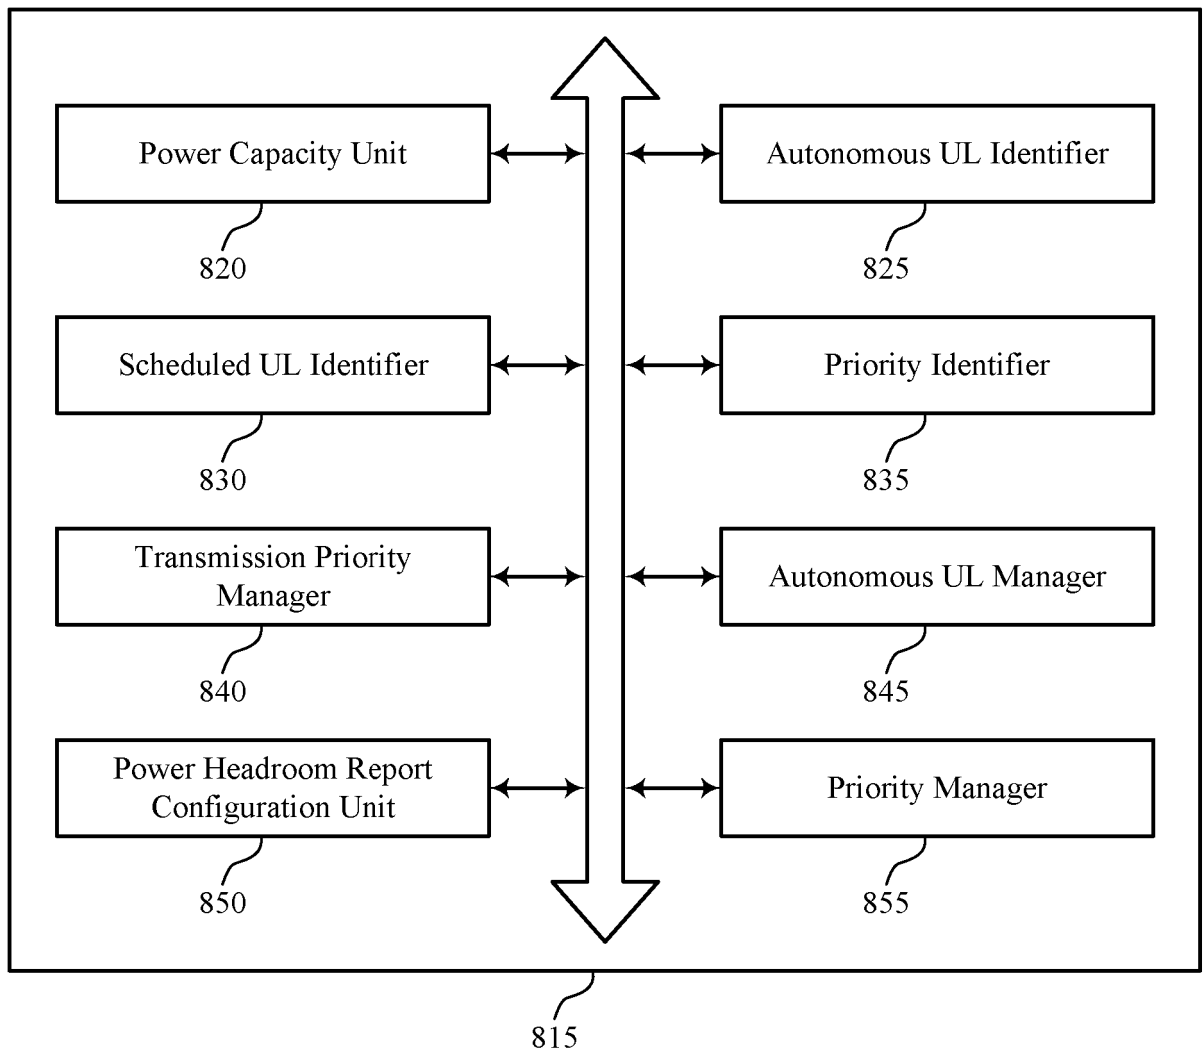 Power Capacity Unit
Autonomous UL Identifier
820
825
Scheduled UL Identifier
Priority Identifier
830
835
Transmission Priority
Manager
Autonomous UL Manager
840
845
Power Headroom Report
Configuration Unit
Priority Manager
850
855
815